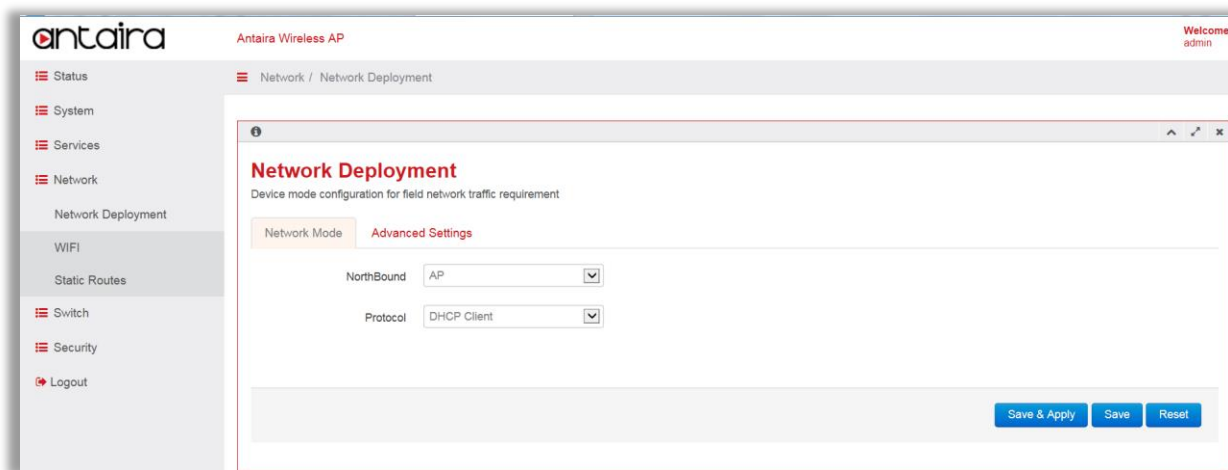 antaira
Antaira Wireless AP
Welcome
admin
Status
System
Services
Network
Network Deployment
WIFI
Static Routes
Switch
Security
Logout
Network / Network Deployment
Network Deployment
Device mode configuration for field network traffic requirement
Network Mode
Advanced Settings
NorthBound
AP
Protocol
DHCP Client
Save & Apply
Save
Reset